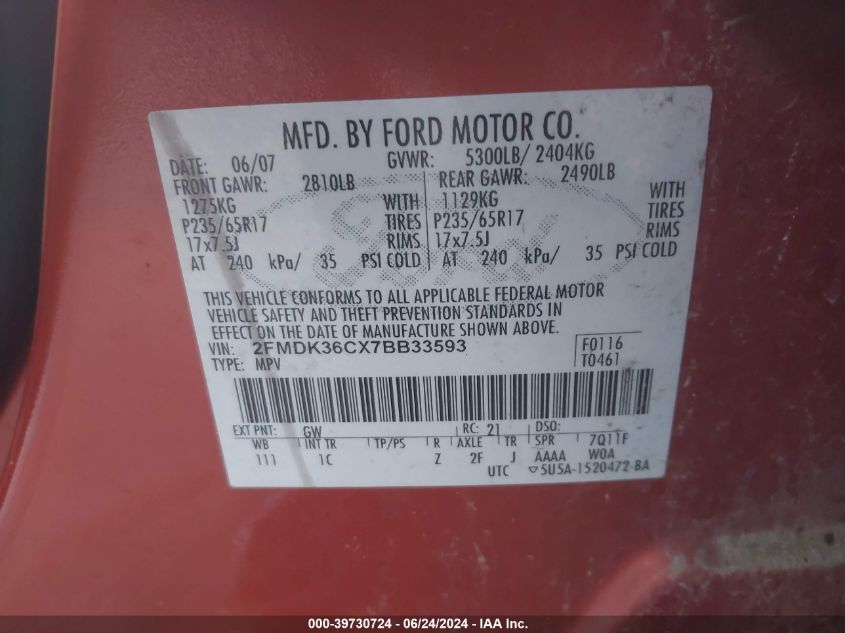 MFD. BY FORD MOTOR CO.
DATE: 06/07 GVWR: 5300LB/ 2404KG
FRONT GAWR: 2810LB REAR GAWR: 2490LB
1275KG WITH 1129KG WITH
P235/65R17 TIRES P235/65R17 TIRES
17x7.5J RIMS 17x7.5J RIMS
AT 240 kPa/ 35 PSI COLD AT 240 kPa/ 35 PSI COLD
Ford
THIS VEHICLE CONFORMS TO ALL APPLICABLE FEDERAL MOTOR
VEHICLE SAFETY AND THEFT PREVENTION STANDARDS IN
EFFECT ON THE DATE OF MANUFACTURE SHOWN ABOVE.
VIN: 2FMDK36CX7BB33593 F0116
TYPE: MPV T0461
EXT PNT: GW RC: 21 DSO:
WB INT TR TP/PS R AXLE TR SPR 7Q11F
111 1C Z 2F J AAAA WOA
UTC ▽5U5A-1520472-BA
000-39730724 - 06/24/2024 - IAAI Inc.